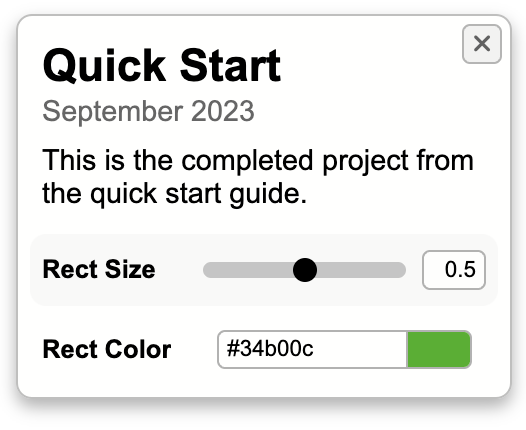 Quick Start
September 2023
This is the completed project from
the quick start guide.
Rect Size 0.5
Rect Color #34b00c